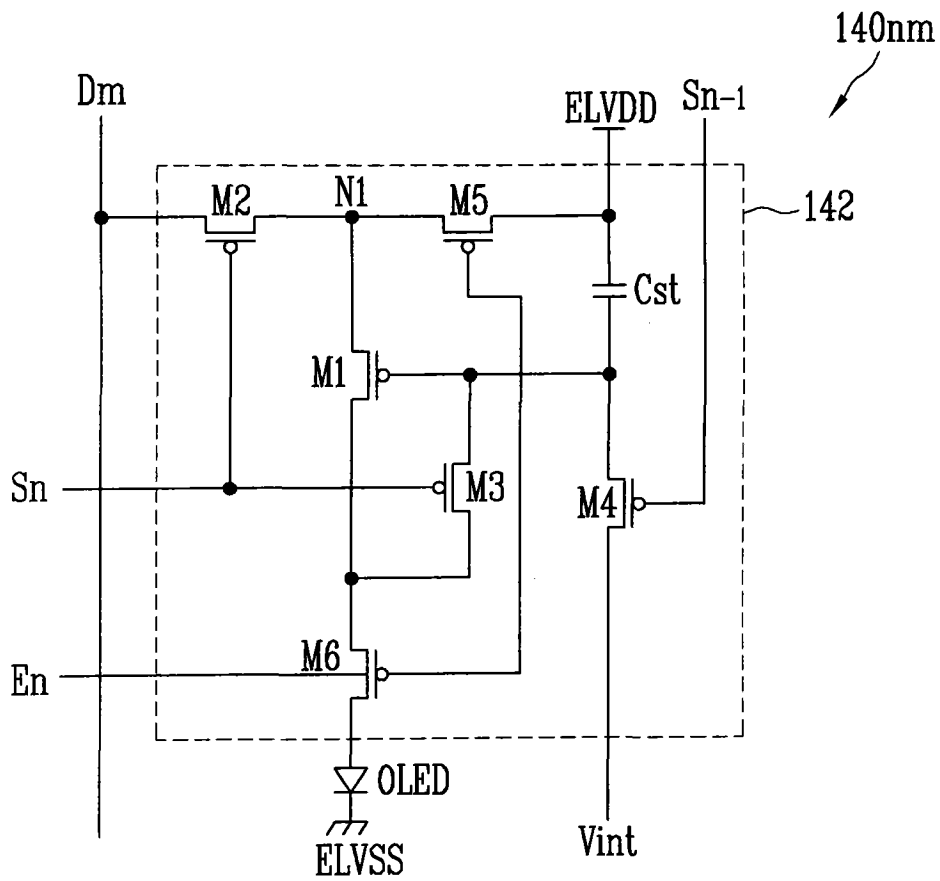 140nm
Dm
ELVDD
Sn-1
M2
N1
M5
142
Cst
M1
Sn
M3
M4
M6
En
OLED
ELVSS
Vint